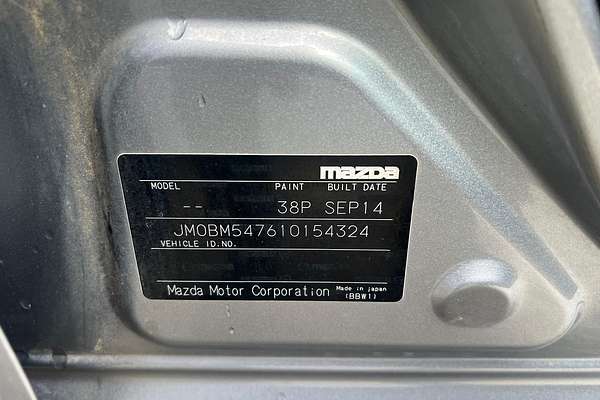 mazda
MODEL PAINT BUILT DATE
-- 38P SEP14
JM0BM547610154324
VEHICLE ID.NO.
Mazda Motor Corporation Made in japan
(BBW1)